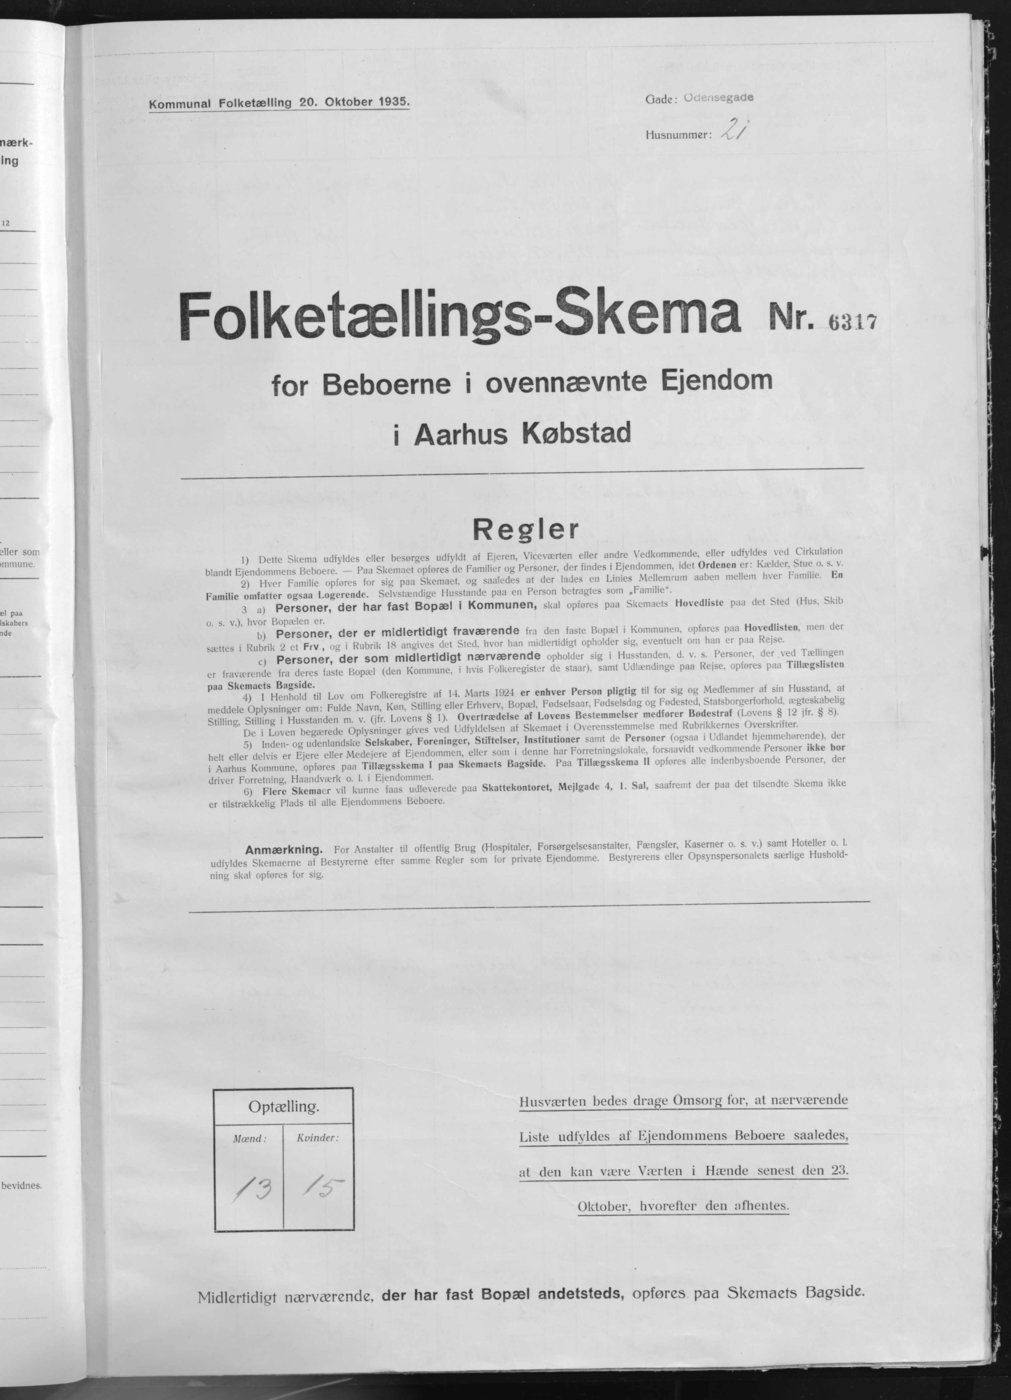 Kommunal Folketælling 20. Oktober 1935.
Gade: Odensegade
Husnummer: 21
Folketællings-Skema Nr. 6317
for Beboerne i ovennævnte Ejendom
i Aarhus Købstad
Regler
1) Dette Skema udfyldes eller besørges udfyldt af Ejeren, Viceværten eller andre Vedkommende, eller udfyldes ved Cirkulation
blandt Ejendommens Beboere. — Paa Skemaet opføres de Familier og Personer, der findes i Ejendommen, idet Ordenen er: Kælder, Stue o. s. v.
2) Hver Familie opføres for sig paa Skemaet, og saaledes at der lades en Linies Mellemrum aaben mellem hver Familie. En
Familie omfatter ogsaa Logerende. Selvstændige Husstande paa en Person betragtes som „Familie".
3 a) Personer, der har fast Bopæl i Kommunen, skal opføres paa Skemaets Hovedliste paa det Sted (Hus, Skib
o. s. v.), hvor Bopælen er.
b) Personer, der er midlertidigt fraværende fra den faste Bopæl i Kommunen, opføres paa Hovedlisten, men der
sættes i Rubrik 2 et Frv, og i Rubrik 18 angives det Sted, hvor han midlertidigt opholder sig, eventuelt om han er paa Rejse.
c) Personer, der som midlertidigt nærværende opholder sig i Husstanden, d. v. s. Personer, der ved Tællingen
er fraværende fra deres faste Bopæl (den Kommune, i hvis Folkeregister de staar), samt Udlændinge paa Rejse, opføres paa Tillægslisten
paa Skemaets Bagside.
4) I Henhold til Lov om Folkeregistre af 14. Marts 1924 er enhver Person pligtig til for sig og Medlemmer af sin Husstand, at
meddele Oplysninger om: Fulde Navn, Køn, Stilling eller Erhverv, Bopæl, Fødselsaar, Fødselsdag og Fødested, Statsborgerforhold, ægteskabelig
Stilling, Stilling i Husstanden m. v. (jfr. Lovens § 1). Overtrædelse af Lovens Bestemmelser medfører Bødestraf (Lovens § 12 jfr. § 8).
De i Loven begærede Oplysninger gives ved Udfyldelsen af Skemaet i Overensstemmelse med Rubrikkernes Overskrifter.
5) Inden- og udenlandske Selskaber, Foreninger, Stiftelser, Institutioner samt de Personer (ogsaa i Udlandet hjemmehørende), der
helt eller delvis er Ejere eller Medejere af Ejendommen, eller som i denne har Forretningslokale, forsaavidt vedkommende Personer ikke bor
i Aarhus Kommune, opføres paa Tillægsskema I paa Skemaets Bagside. Paa Tillægsskema II opføres alle indenbysboende Personer, der
driver Forretning, Haandværk o. l. i Ejendommen.
6) Flere Skemaer vil kunne faas udleverede paa Skattekontoret, Mejlgade 4, 1. Sal, saafremt der paa det tilsendte Skema ikke
er tilstrækkelig Plads til alle Ejendommens Beboere.
Anmærkning. For Anstalter til offentlig Brug (Hospitaler, Forsørgelsesanstalter, Fængsler, Kaserner o. s. v.) samt Hoteller o. l.
udfyldes Skemaerne af Bestyrerne efter samme Regler som for private Ejendomme. Bestyrerens eller Opsynspersonalets særlige Hushold-
ning skal opføres for sig.
Optælling.
Mænd: Kvinder:
13 15
Husværten bedes drage Omsorg for, at nærværende
Liste udfyldes af Ejendommens Beboere saaledes,
at den kan være Værten i Hænde senest den 23.
Oktober, hvorefter den afhentes.
Midlertidigt nærværende, der har fast Bopæl andetsteds, opføres paa Skemaets Bagside.
mærk-
ing
12
eller som
ommune.
el paa
lskabers
nde
bevidnes.